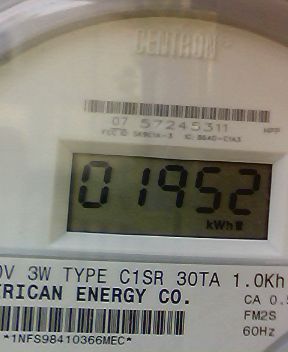 CENTRON
07 57245311
01952
kWh
0V 3W TYPE C1SR 30TA 1.0Kh
ERICAN ENERGY CO.
CA 0.5
FM2S
60Hz
*1NFS98410366MEC*